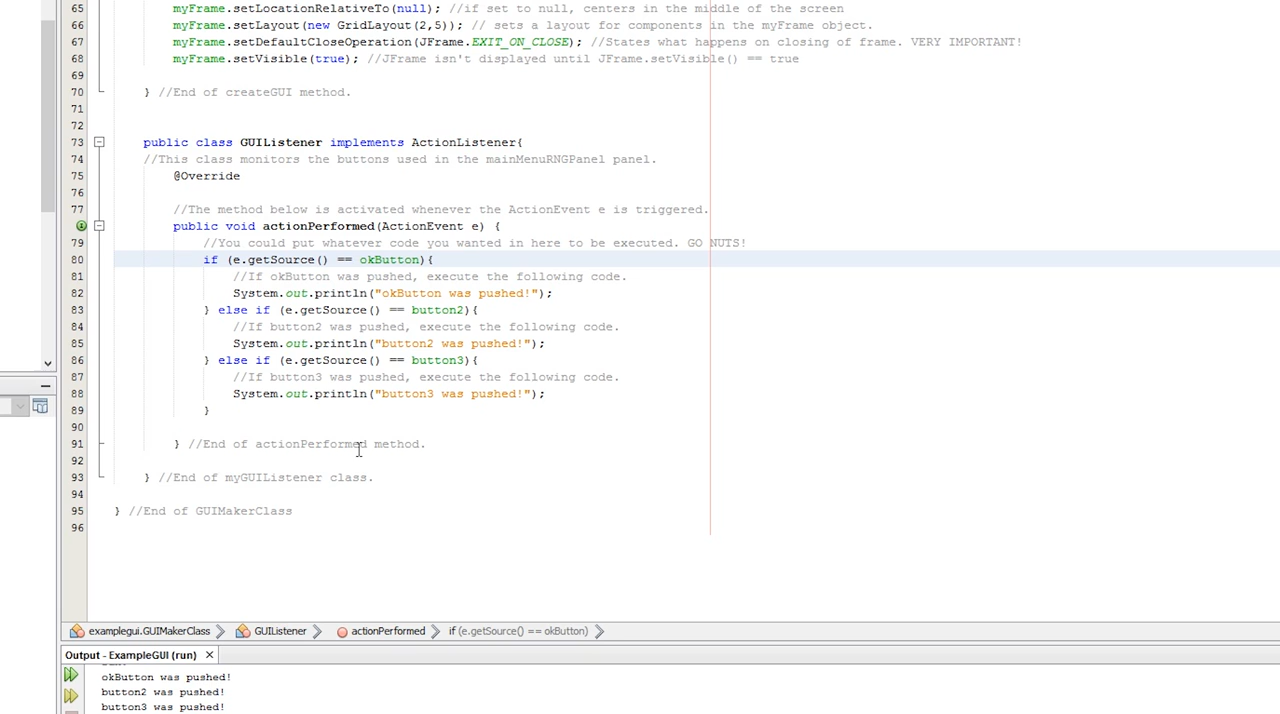 65 myFrame.setLocationRelativeTo(null); //if set to null, centers in the middle of the screen
66 myFrame.setLayout(new GridLayout(2,5)); // sets a layout for components in the myFrame object.
67 myFrame.setDefaultCloseOperation(JFrame.EXIT_ON_CLOSE); //States what happens on closing of frame. VERY IMPORTANT!
68 myFrame.setVisible(true); //JFrame isn't displayed until JFrame.setVisible() == true
69
70 } //End of createGUI method.
71
72
73 public class GUIListener implements ActionListener{
74 //This class monitors the buttons used in the mainMenuRNGPanel panel.
75 @Override
76
77 //The method below is activated whenever the ActionEvent e is triggered.
78 public void actionPerformed(ActionEvent e) {
79 //You could put whatever code you wanted in here to be executed. GO NUTS!
80 if (e.getSource() == okButton){
81 //If okButton was pushed, execute the following code.
82 System.out.println("okButton was pushed!");
83 } else if (e.getSource() == button2){
84 //If button2 was pushed, execute the following code.
85 System.out.println("button2 was pushed!");
86 } else if (e.getSource() == button3){
87 //If button3 was pushed, execute the following code.
88 System.out.println("button3 was pushed!");
89 }
90
91 } //End of actionPerformed method.
92
93 } //End of myGUIListener class.
94
95 } //End of GUIMakerClass
96
examplegui.GUIMakerClass GUIListener actionPerformed if (e.getSource() == okButton)
Output - ExampleGUI (run)
okButton was pushed!
button2 was pushed!
button3 was pushed!